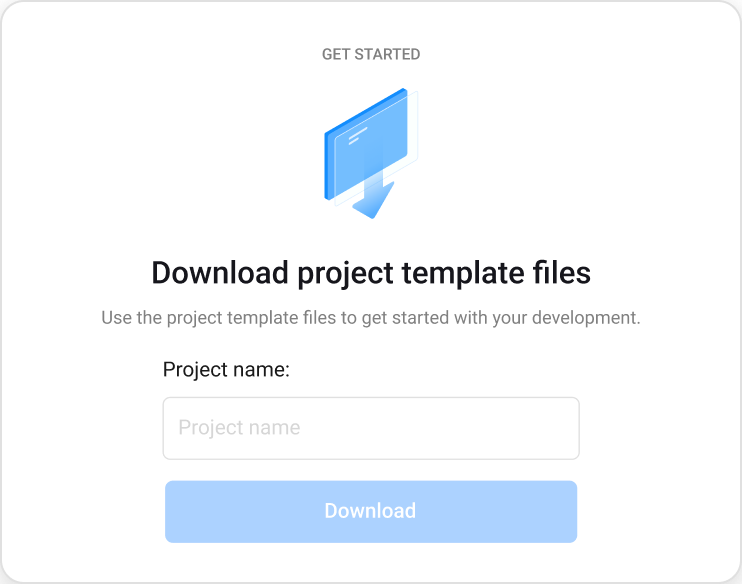 GET STARTED
Download project template files
Use the project template files to get started with your development.
Project name:
Project name
Download